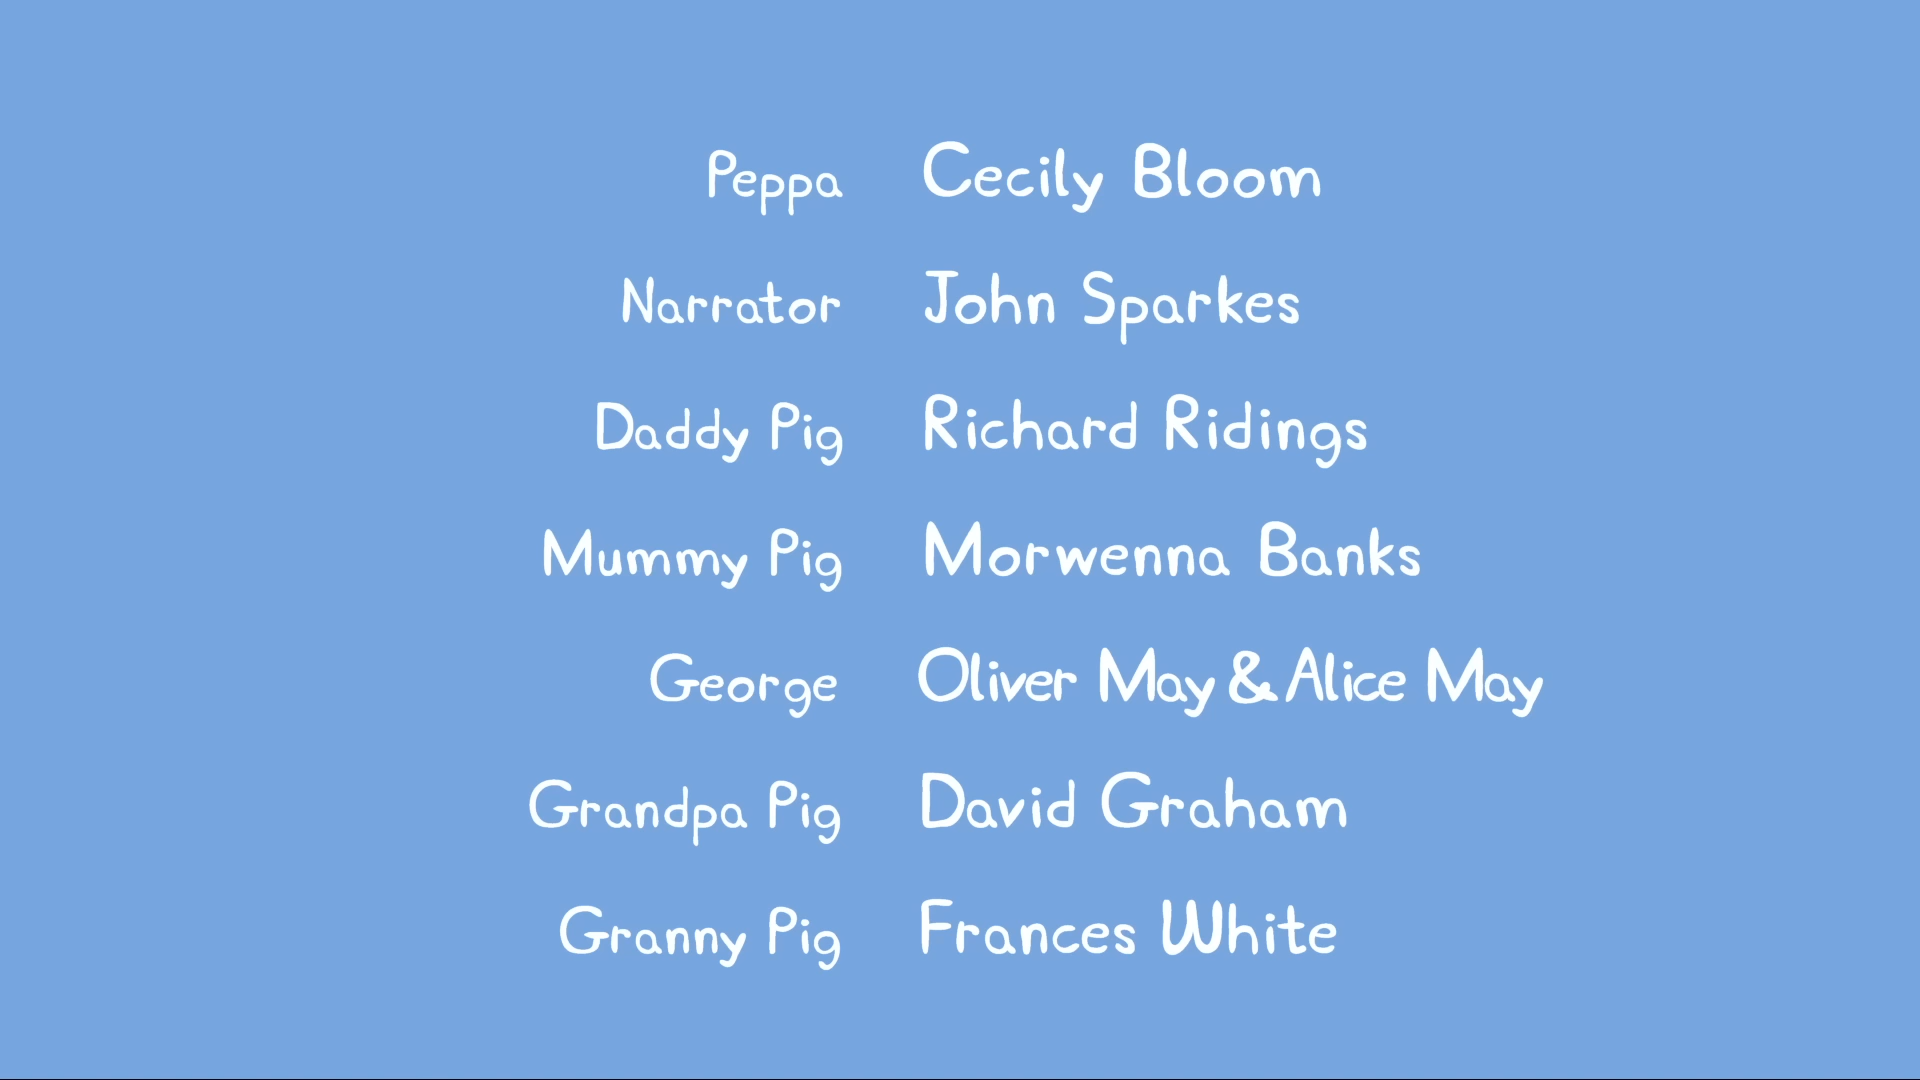 Peppa Cecily Bloom
Narrator John Sparkes
Daddy Pig Richard Ridings
Mummy Pig Morwenna Banks
George Oliver May & Alice May
Grandpa Pig David Graham
Granny Pig Frances White